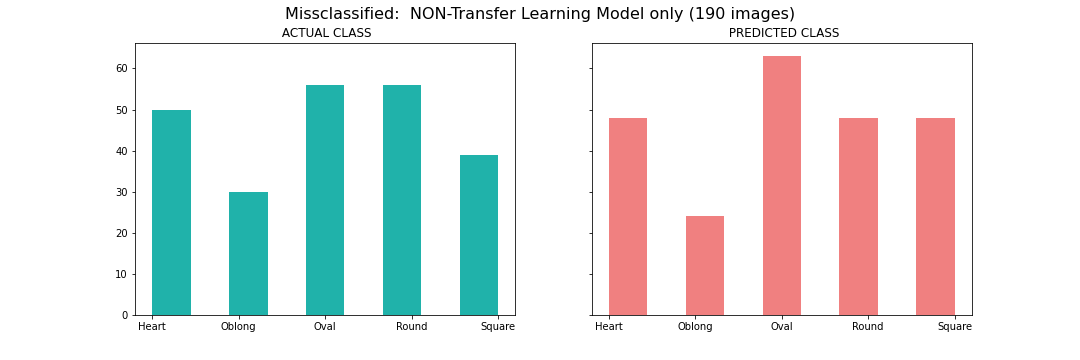 Missclassified:  NON-Transfer Learning Model only (190 images)
ACTUAL CLASS
60
50
40
30
20
10
0
Heart Oblong Oval Round Square
PREDICTED CLASS
Heart Oblong Oval Round Square